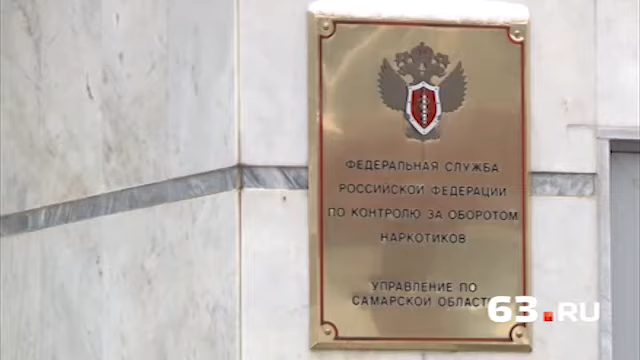 ФЕДЕРАЛЬНАЯ СЛУЖБА
РОССИЙСКОЙ ФЕДЕРАЦИИ
ПО КОНТРОЛЮ ЗА ОБОРОТОМ
НАРКОТИКОВ
УПРАВЛЕНИЕ ПО
САМАРСКОЙ ОБЛАСТИ
63.RU